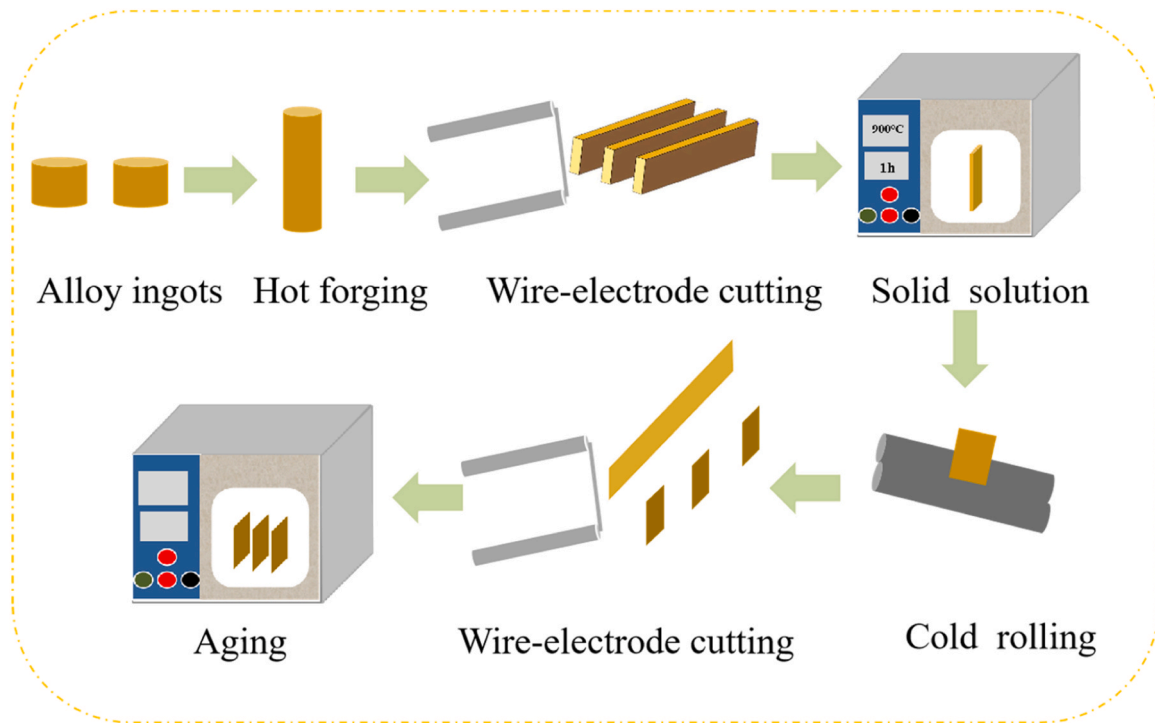 900°C
1h
Alloy ingots
Hot forging
Wire-electrode cutting
Solid solution
Aging
Wire-electrode cutting
Cold rolling